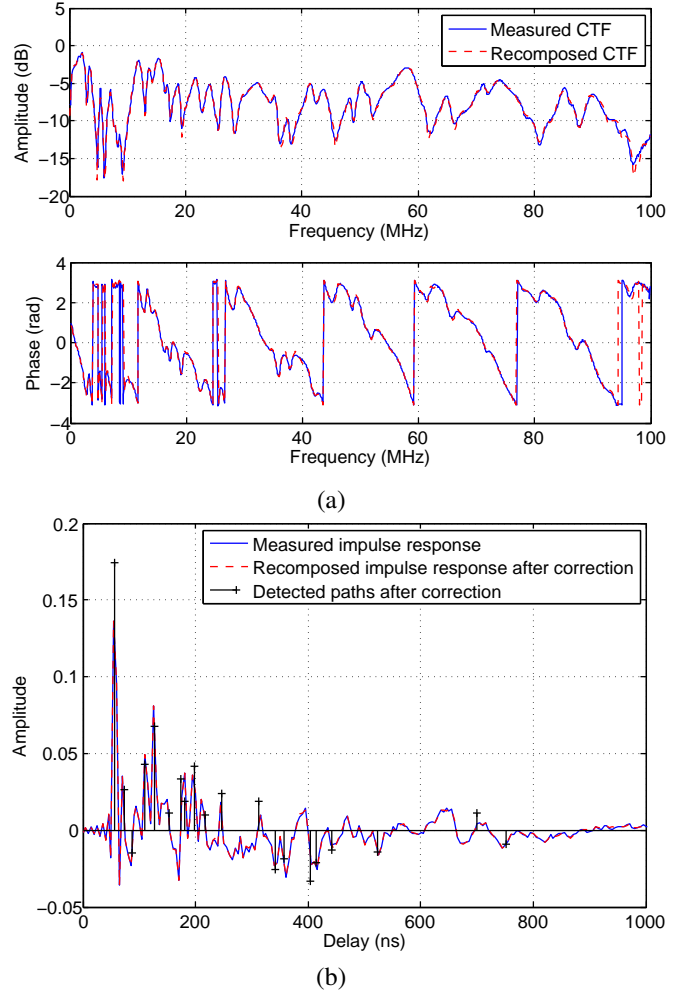 5
0
−5
−10
−15
−20
Amplitude (dB)
Measured CTF
Recomposed CTF
0 20 40 60 80 100
Frequency (MHz)
4
2
0
−2
−4
Phase (rad)
0 20 40 60 80 100
Frequency (MHz)
(a)
0.2
0.15
0.1
0.05
0
−0.05
Amplitude
Measured impulse response
Recomposed impulse response after correction
Detected paths after correction
0 200 400 600 800 1000
Delay (ns)
(b)